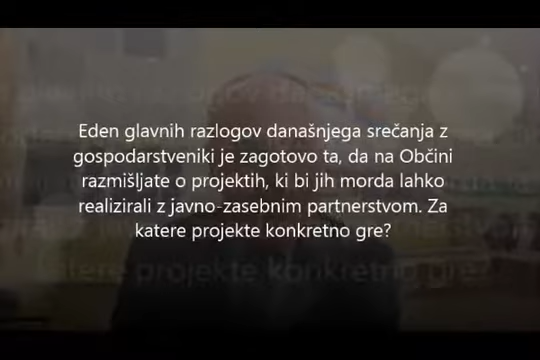 Eden glavnih razlogov današnjega srečanja z
gospodarstveniki je zagotovo ta, da na Občini
razmišljate o projektih, ki bi jih morda lahko
realizirali z javno-zasebnim partnerstvom. Za
katere projekte konkretno gre?